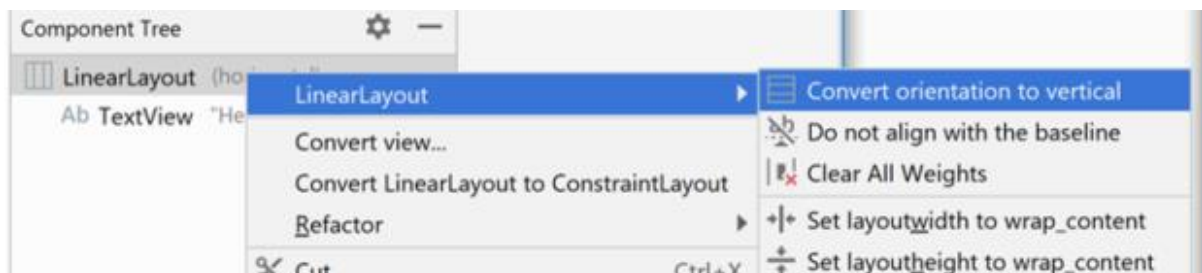 Component Tree
LinearLayout
Ab TextView "He
LinearLayout
Convert view...
Convert LinearLayout to ConstraintLayout
Refactor
Cut
Ctrl+X
Convert orientation to vertical
Do not align with the baseline
Clear All Weights
Set layoutwidth to wrap_content
Set layoutheight to wrap_content